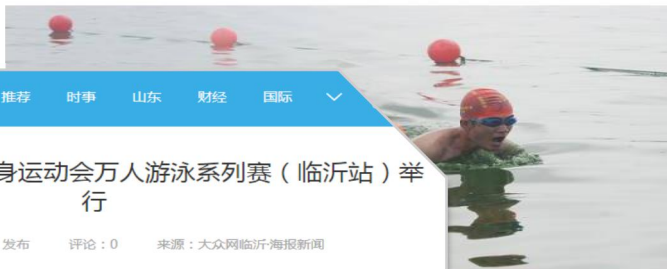 推荐 时事 山东 财经 国际
身运动会万人游泳系列赛（临沂站）举
行
发布 评论：0 来源：大众网临沂·海报新闻